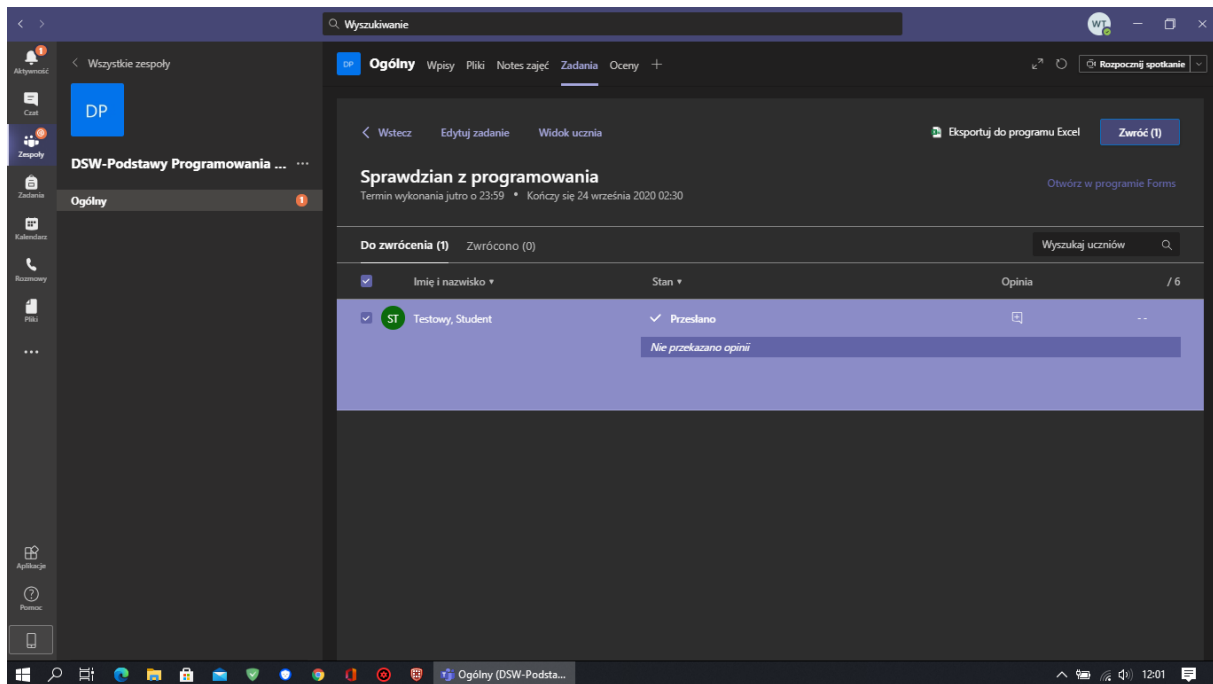 Wyszukiwanie
WT
Aktywność
1
Czat
Zespoły
Zadania
Kalendarz
Rozmowy
Pliki
Aplikacje
Pomoc
Wszystkie zespoły
DP
DSW-Podstawy Programowania ... ...
Ogólny 1
DP Ogólny Wpisy Pliki Notes zajęć Zadania Oceny + Rozpocznij spotkanie
Wstecz Edytuj zadanie Widok ucznia Eksportuj do programu Excel Zwróć (1)
Sprawdzian z programowania
Termin wykonania jutro o 23:59 • Kończy się 24 września 2020 02:30
Otwórz w programie Forms
Do zwrócenia (1) Zwrócono (0) Wyszukaj uczniów
Imię i nazwisko Stan Opinia / 6
ST Testowy, Student Przesłano - -
Nie przekazano opinii
Ogólny (DSW-Podsta... 12:01